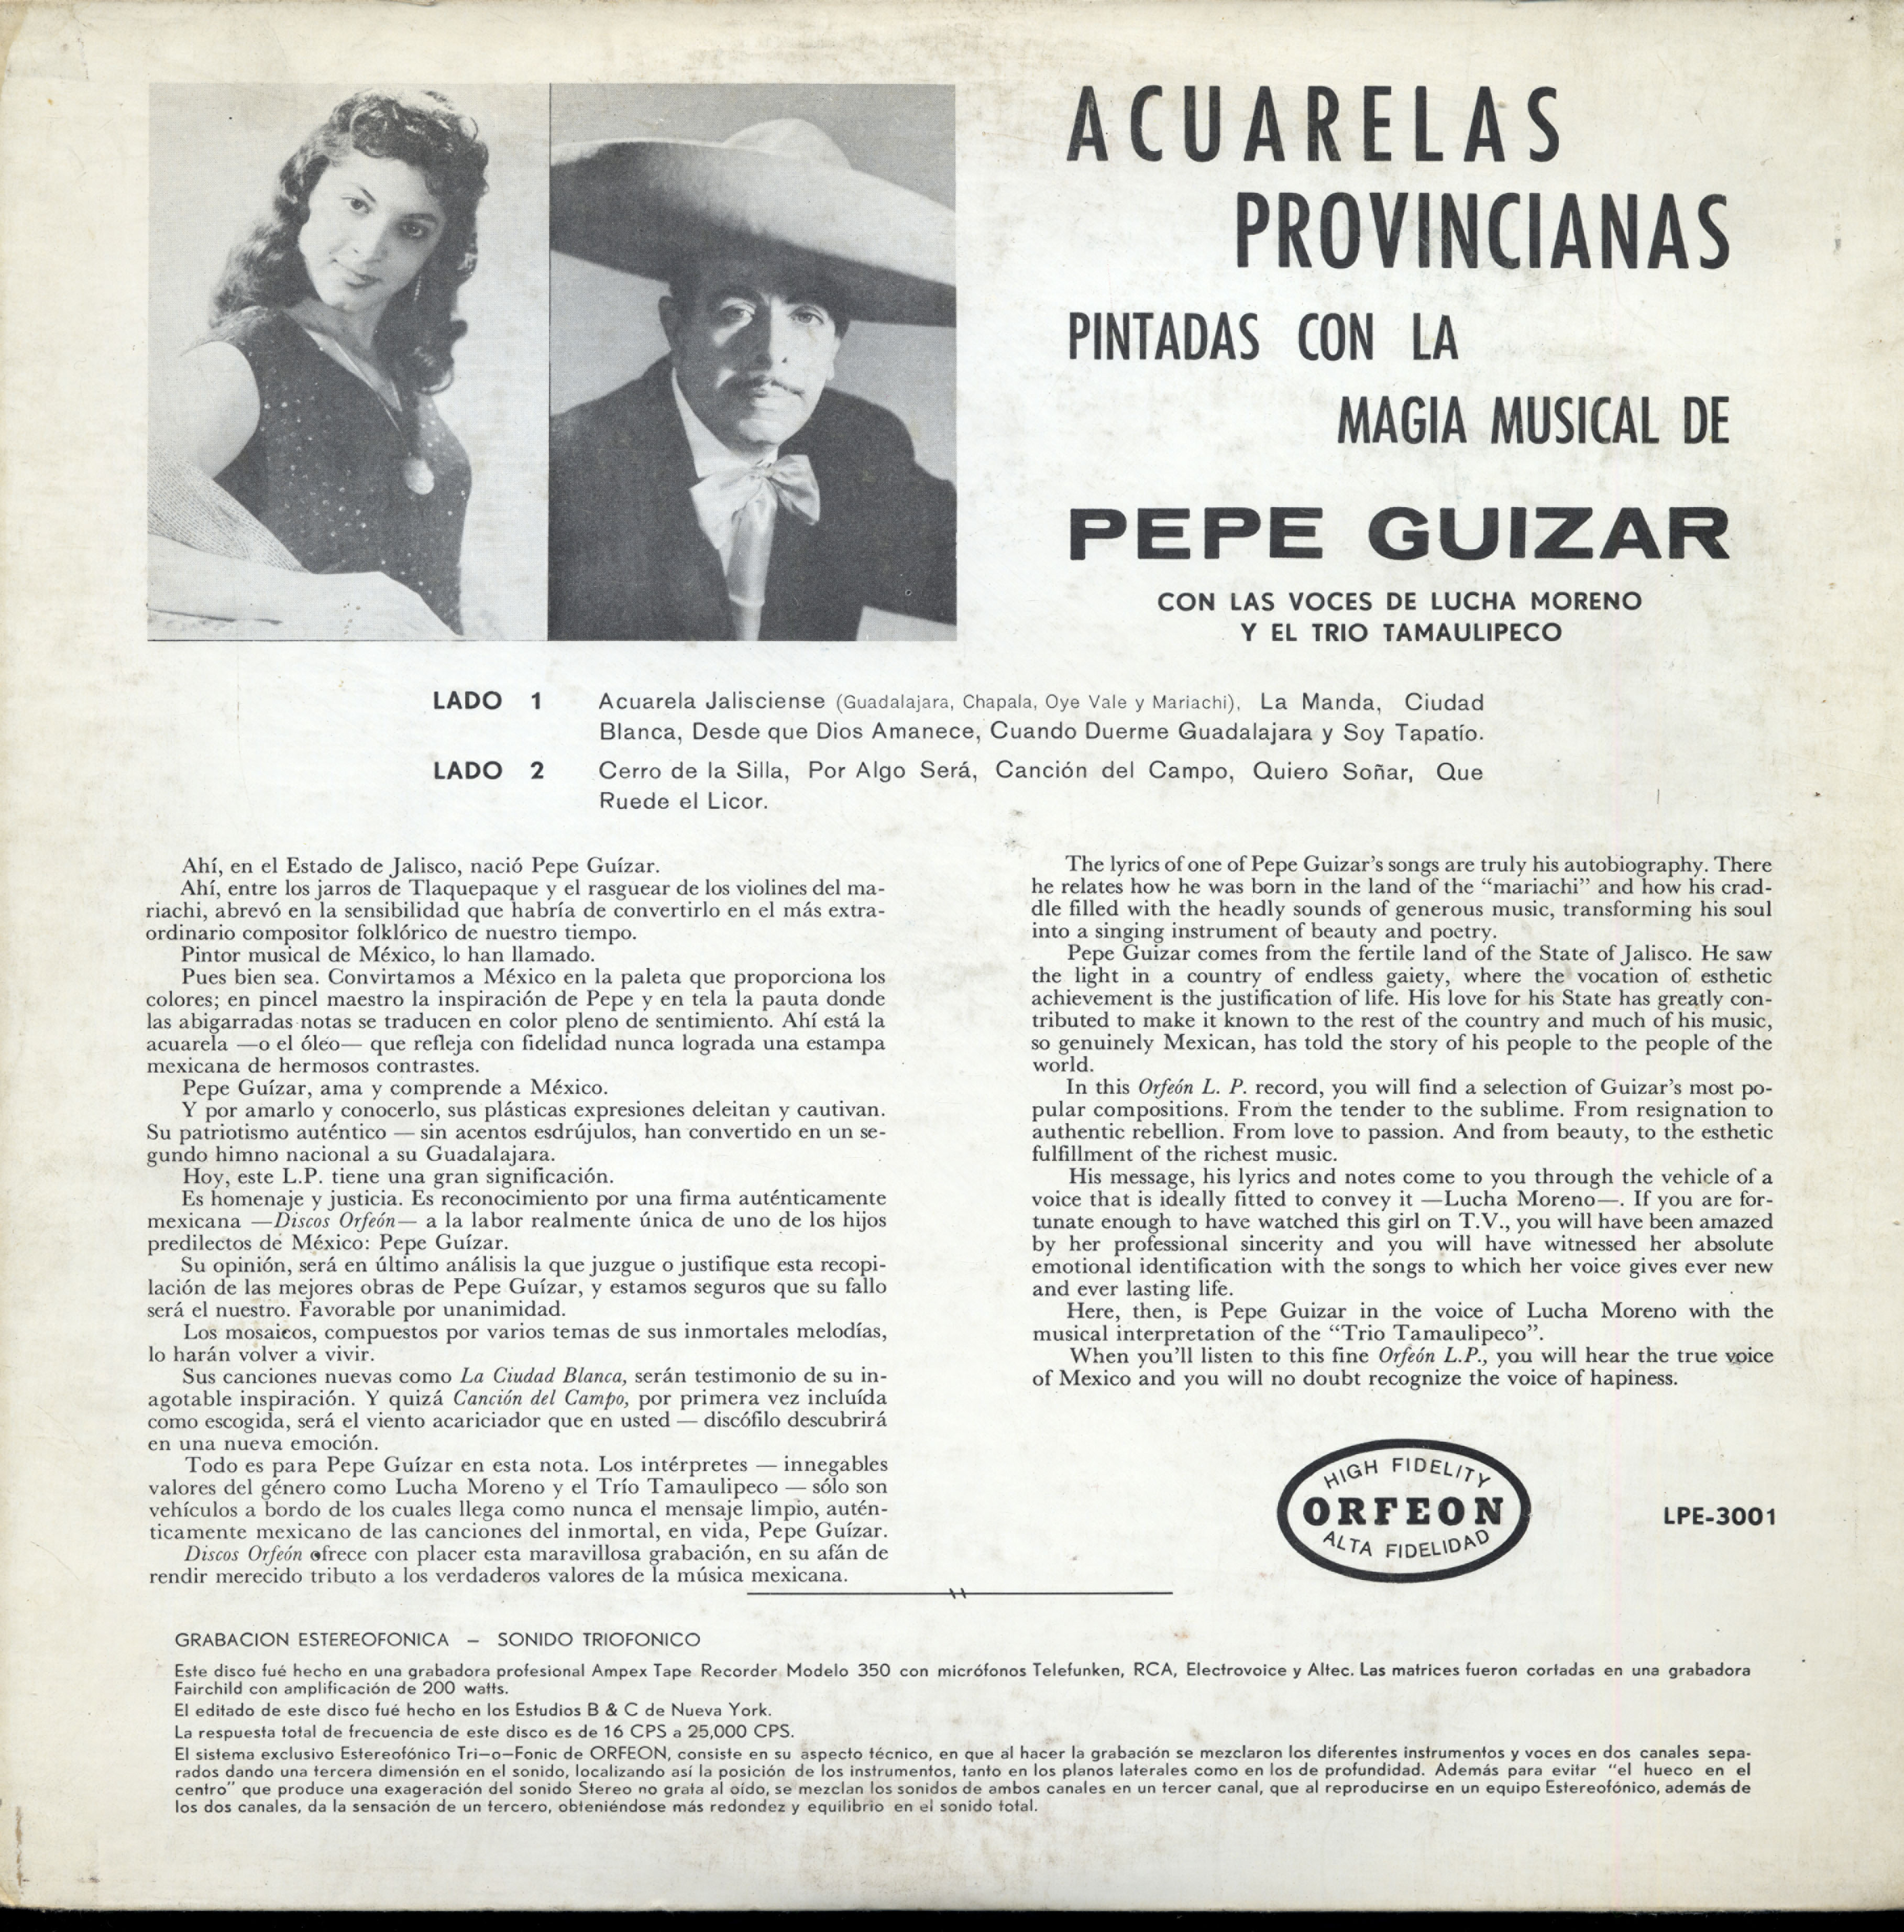 ACUARELAS
PROVINCIANAS
PINTADAS CON LA
MAGIA MUSICAL DE
PEPE GUIZAR
CON LAS VOCES DE LUCHA MORENO
Y EL TRIO TAMAULIPECO
LADO 1 Acuarela Jalisciense (Guadalajara, Chapala, Oye Vale y Mariachi), La Manda, Ciudad
Blanca, Desde que Dios Amanece, Cuando Duerme Guadalajara y Soy Tapatío.
LADO 2 Cerro de la Silla, Por Algo Será, Canción del Campo, Quiero Soñar, Que
Ruede el Licor.
Ahí, en el Estado de Jalisco, nació Pepe Guízar.
Ahí, entre los jarros de Tlaquepaque y el rasguear de los violines del ma-
riachi, abrevó en la sensibilidad que habría de convertirlo en el más extra-
ordinario compositor folklórico de nuestro tiempo.
Pintor musical de México, lo han llamado.
Pues bien sea. Convirtamos a México en la paleta que proporciona los
colores; en pincel maestro la inspiración de Pepe y en tela la pauta donde
las abigarradas notas se traducen en color pleno de sentimiento. Ahí está la
acuarela —o el óleo— que refleja con fidelidad nunca lograda una estampa
mexicana de hermosos contrastes.
Pepe Guízar, ama y comprende a México.
Y por amarlo y conocerlo, sus plásticas expresiones deleitan y cautivan.
Su patriotismo auténtico — sin acentos esdrújulos, han convertido en un se-
gundo himno nacional a su Guadalajara.
Hoy, este L.P. tiene una gran significación.
Es homenaje y justicia. Es reconocimiento por una firma auténticamente
mexicana —Discos Orfeón— a la labor realmente única de uno de los hijos
predilectos de México: Pepe Guízar.
Su opinión, será en último análisis la que juzgue o justifique esta recopi-
lación de las mejores obras de Pepe Guízar, y estamos seguros que su fallo
será el nuestro. Favorable por unanimidad.
Los mosaicos, compuestos por varios temas de sus inmortales melodías,
lo harán volver a vivir.
Sus canciones nuevas como La Ciudad Blanca, serán testimonio de su in-
agotable inspiración. Y quizá Canción del Campo, por primera vez incluída
como escogida, será el viento acariciador que en usted — discófilo descubrirá
en una nueva emoción.
Todo es para Pepe Guízar en esta nota. Los intérpretes — innegables
valores del género como Lucha Moreno y el Trío Tamaulipeco — sólo son
vehículos a bordo de los cuales llega como nunca el mensaje limpio, autén-
ticamente mexicano de las canciones del inmortal, en vida, Pepe Guízar.
Discos Orfeón ofrece con placer esta maravillosa grabación, en su afán de
rendir merecido tributo a los verdaderos valores de la música mexicana.
The lyrics of one of Pepe Guizar's songs are truly his autobiography. There
he relates how he was born in the land of the “mariachi” and how his crad-
dle filled with the headly sounds of generous music, transforming his soul
into a singing instrument of beauty and poetry.
Pepe Guizar comes from the fertile land of the State of Jalisco. He saw
the light in a country of endless gaiety, where the vocation of esthetic
achievement is the justification of life. His love for his State has greatly con-
tributed to make it known to the rest of the country and much of his music,
so genuinely Mexican, has told the story of his people to the people of the
world.
In this Orfeón L. P. record, you will find a selection of Guizar's most po-
pular compositions. From the tender to the sublime. From resignation to
authentic rebellion. From love to passion. And from beauty, to the esthetic
fulfillment of the richest music.
His message, his lyrics and notes come to you through the vehicle of a
voice that is ideally fitted to convey it —Lucha Moreno—. If you are for-
tunate enough to have watched this girl on T.V., you will have been amazed
by her professional sincerity and you will have witnessed her absolute
emotional identification with the songs to which her voice gives ever new
and ever lasting life.
Here, then, is Pepe Guizar in the voice of Lucha Moreno with the
musical interpretation of the “Trio Tamaulipeco”.
When you'll listen to this fine Orfeón L.P., you will hear the true voice
of Mexico and you will no doubt recognize the voice of hapiness.
HIGH FIDELITY
ORFEON
ALTA FIDELIDAD
LPE-3001
GRABACION ESTEREOFONICA — SONIDO TRIOFONICO
Este disco fué hecho en una grabadora profesional Ampex Tape Recorder Modelo 350 con micrófonos Telefunken, RCA, Electrovoice y Altec. Las matrices fueron cortadas en una grabadora
Fairchild con amplificación de 200 watts.
El editado de este disco fué hecho en los Estudios B & C de Nueva York.
La respuesta total de frecuencia de este disco es de 16 CPS a 25,000 CPS.
El sistema exclusivo Estereofónico Tri—o—Fonic de ORFEON, consiste en su aspecto técnico, en que al hacer la grabación se mezclaron los diferentes instrumentos y voces en dos canales sepa-
rados dando una tercera dimensión en el sonido, localizando así la posición de los instrumentos, tanto en los planos laterales como en los de profundidad. Además para evitar “el hueco en el
centro” que produce una exageración del sonido Stereo no grata al oído, se mezclan los sonidos de ambos canales en un tercer canal, que al reproducirse en un equipo Estereofónico, además de
los dos canales, da la sensación de un tercero, obteniéndose más redondez y equilibrio en el sonido total.